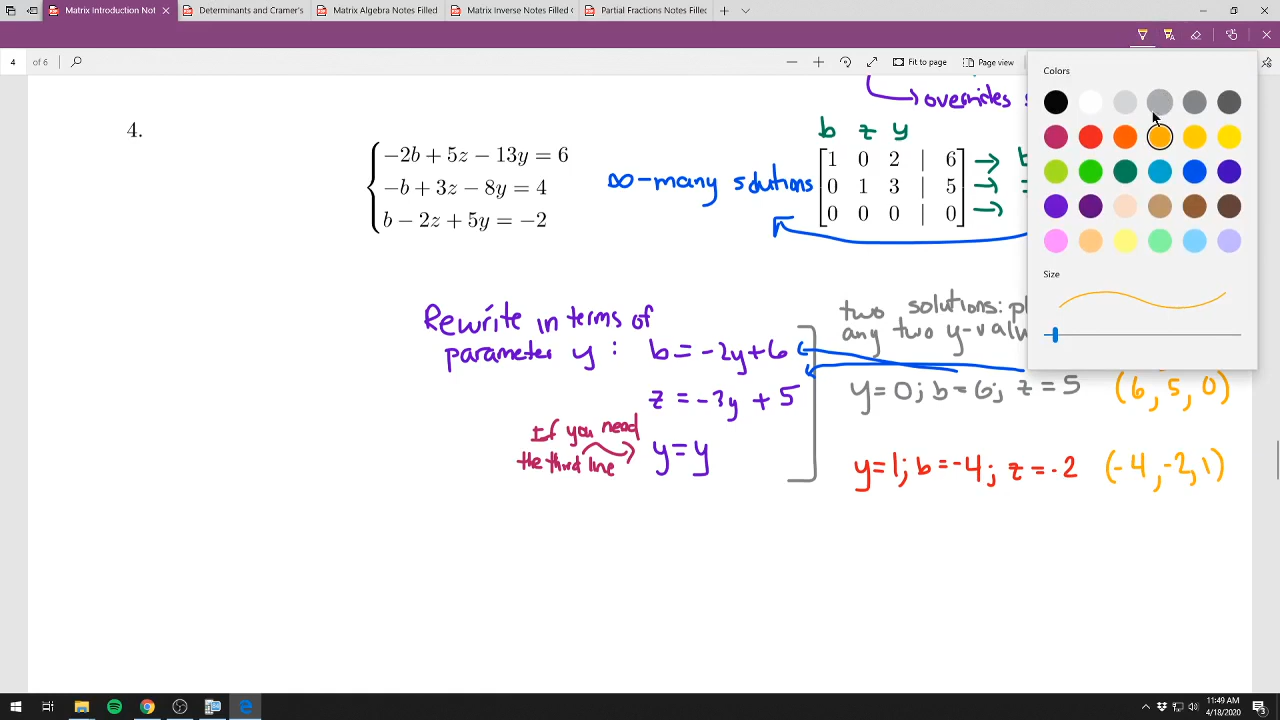 Matrix Introduction Not
Determinants and Cramer's
Matrix Algebra Notes Filled
Matrix Inverse Notes Filled
Partial Fractions Notes Filled
4 of 6
Fit to page
Page view
Colors
Size
overrides
4.
−2b + 5z − 13y = 6
−b + 3z − 8y = 4
b − 2z + 5y = −2
∞-many solutions
b z y
1 0 2 | 6 →
0 1 3 | 5 →
0 0 0 | 0 →
Rewrite in terms of
parameter y : b = -2y+6
z = -3y + 5
If you need
the third line
y = y
two solutions:
any two
y=0; b=6; z=5 (6, 5, 0)
y=1; b=-4; z=-2 (-4, -2, 1)
11:49 AM
4/18/2020